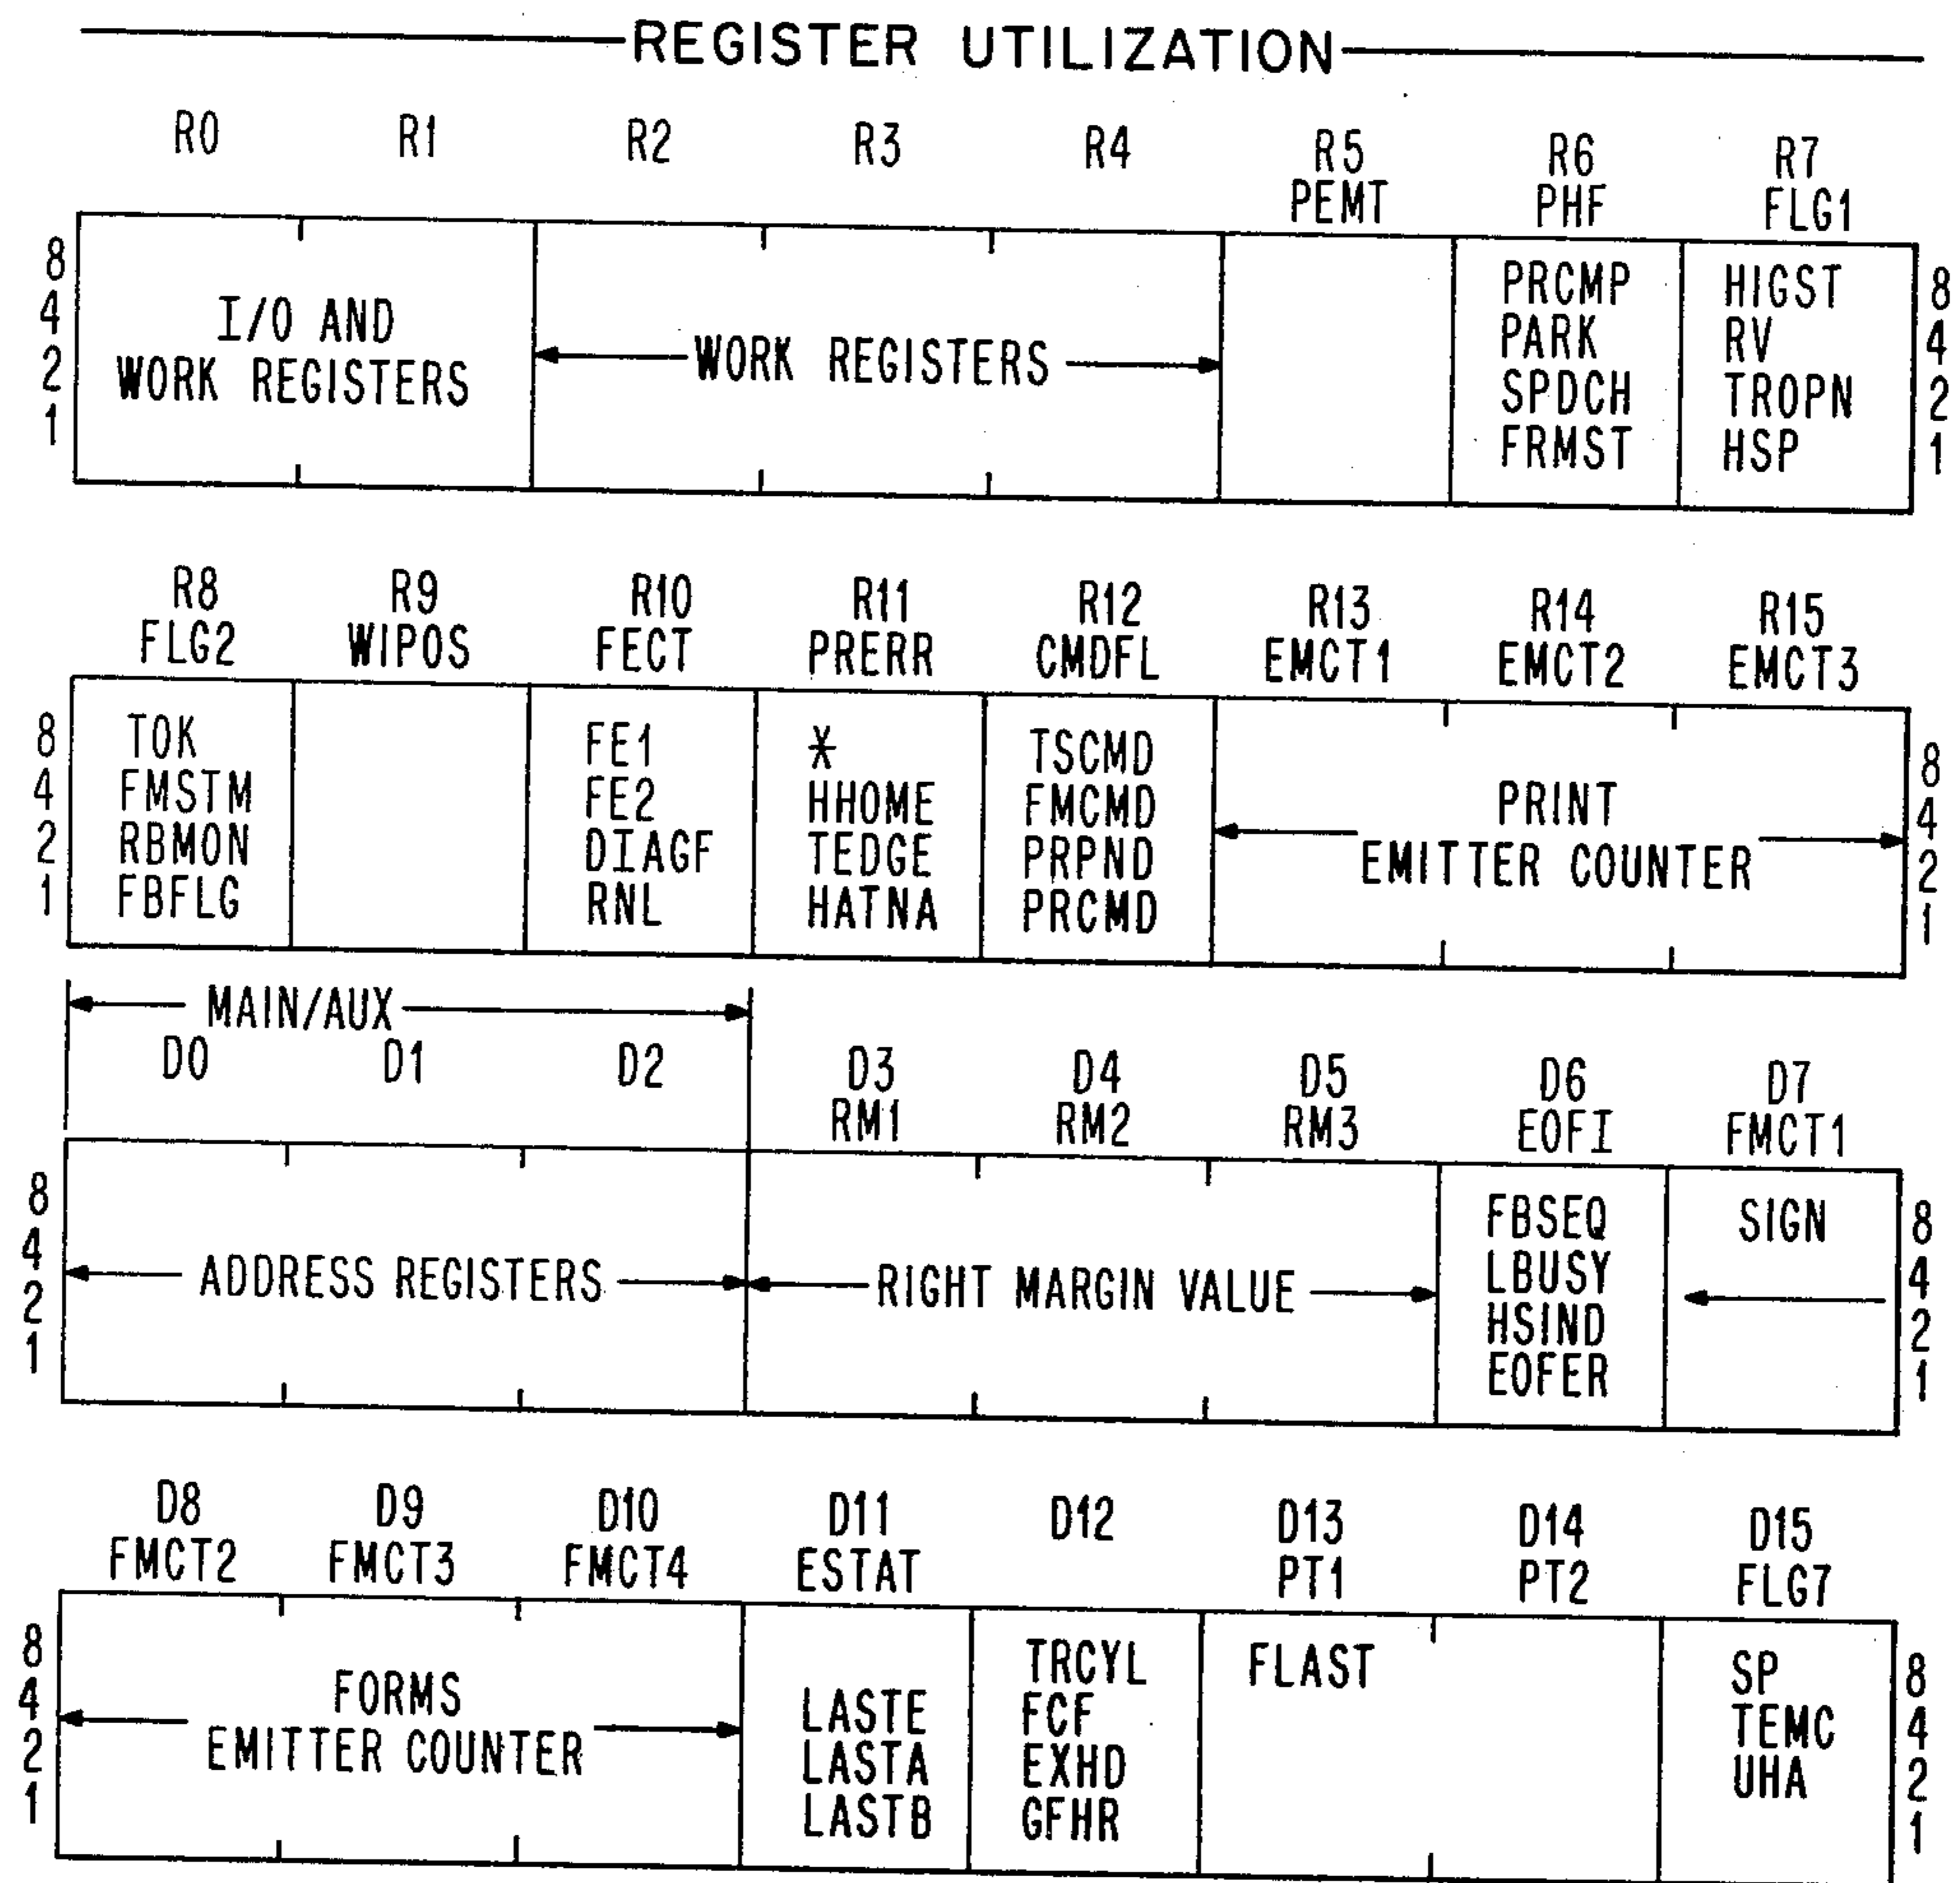 REGISTER UTILIZATION
R0 R1 R2 R3 R4 R5 R6 R7
PEMT PHF FLG1
8 PRCMP HIGST 8
4 I/O AND PARK RV 4
2 WORK REGISTERS WORK REGISTERS SPDCH TROPN 2
1 FRMST HSP 1
R8 R9 R10 R11 R12 R13 R14 R15
FLG2 WIPOS FECT PRERR CMDFL EMCT1 EMCT2 EMCT3
8 TOK FE1 * TSCMD 8
4 FMSTM FE2 HHOME FMCMD PRINT 4
2 RBMON DIAGF TEDGE PRPND EMITTER COUNTER 2
1 FBFLG RNL HATNA PRCMD 1
MAIN/AUX
D0 D1 D2 D3 D4 D5 D6 D7
RM1 RM2 RM3 EOFI FMCT1
8 FBSEQ SIGN 8
4 ADDRESS REGISTERS RIGHT MARGIN VALUE LBUSY 4
2 HSIND 2
1 EOFER 1
D8 D9 D10 D11 D12 D13 D14 D15
FMCT2 FMCT3 FMCT4 ESTAT PT1 PT2 FLG7
8 TRCYL FLAST SP 8
4 FORMS LASTE FCF TEMC 4
2 EMITTER COUNTER LASTA EXHD UHA 2
1 LASTB GFHR 1